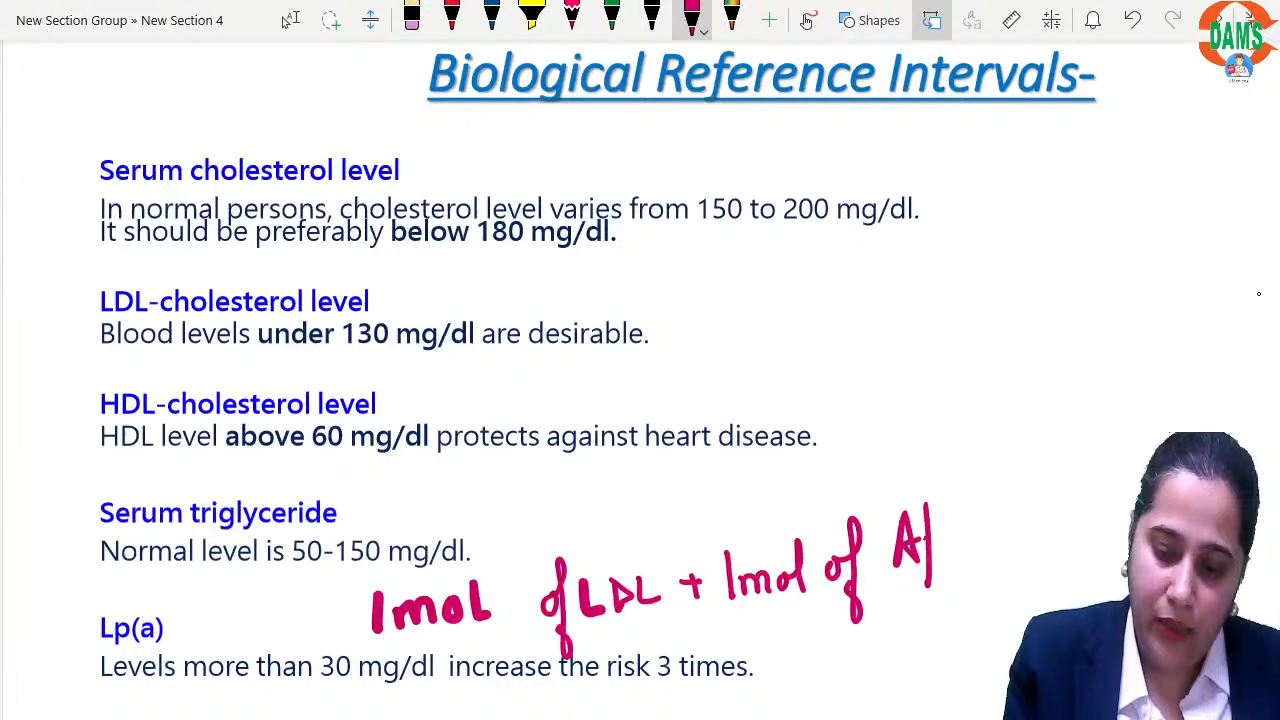 New Section Group » New Section 4
Shapes
DAMS
Biological Reference Intervals-
Serum cholesterol level
In normal persons, cholesterol level varies from 150 to 200 mg/dl.
It should be preferably below 180 mg/dl.
LDL-cholesterol level
Blood levels under 130 mg/dl are desirable.
HDL-cholesterol level
HDL level above 60 mg/dl protects against heart disease.
Serum triglyceride
Normal level is 50-150 mg/dl.
1mol of LDL + 1mol of
Lp(a)
Levels more than 30 mg/dl increase the risk 3 times.